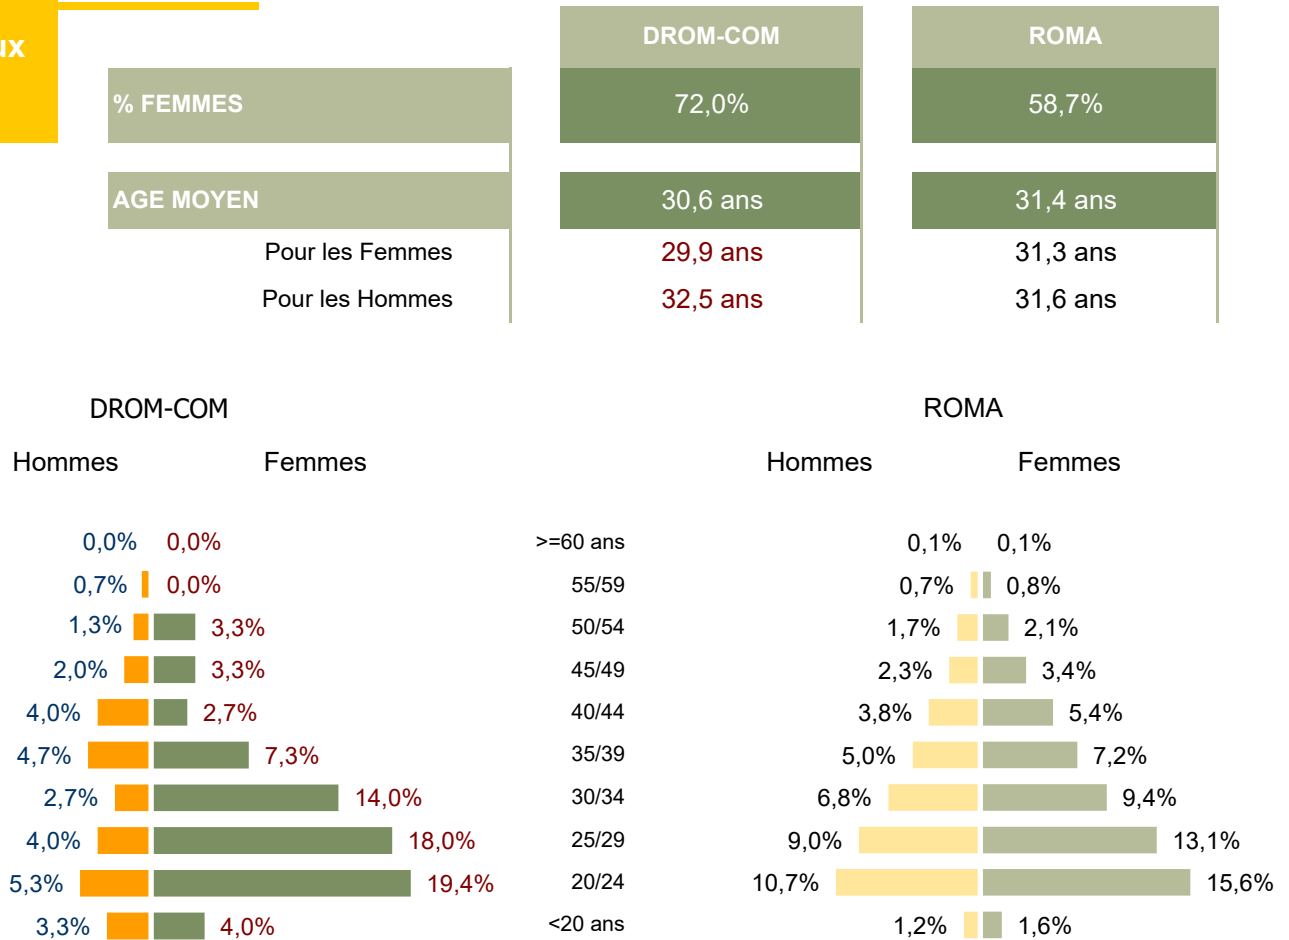 DROM-COM ROMA
% FEMMES 72,0% 58,7%
AGE MOYEN 30,6 ans 31,4 ans
Pour les Femmes 29,9 ans 31,3 ans
Pour les Hommes 32,5 ans 31,6 ans
DROM-COM ROMA
Hommes Femmes Hommes Femmes
0,0% 0,0% >=60 ans 0,1% 0,1%
0,7% 0,0% 55/59 0,7% 0,8%
1,3% 3,3% 50/54 1,7% 2,1%
2,0% 3,3% 45/49 2,3% 3,4%
4,0% 2,7% 40/44 3,8% 5,4%
4,7% 7,3% 35/39 5,0% 7,2%
2,7% 14,0% 30/34 6,8% 9,4%
4,0% 18,0% 25/29 9,0% 13,1%
5,3% 19,4% 20/24 10,7% 15,6%
3,3% 4,0% <20 ans 1,2% 1,6%